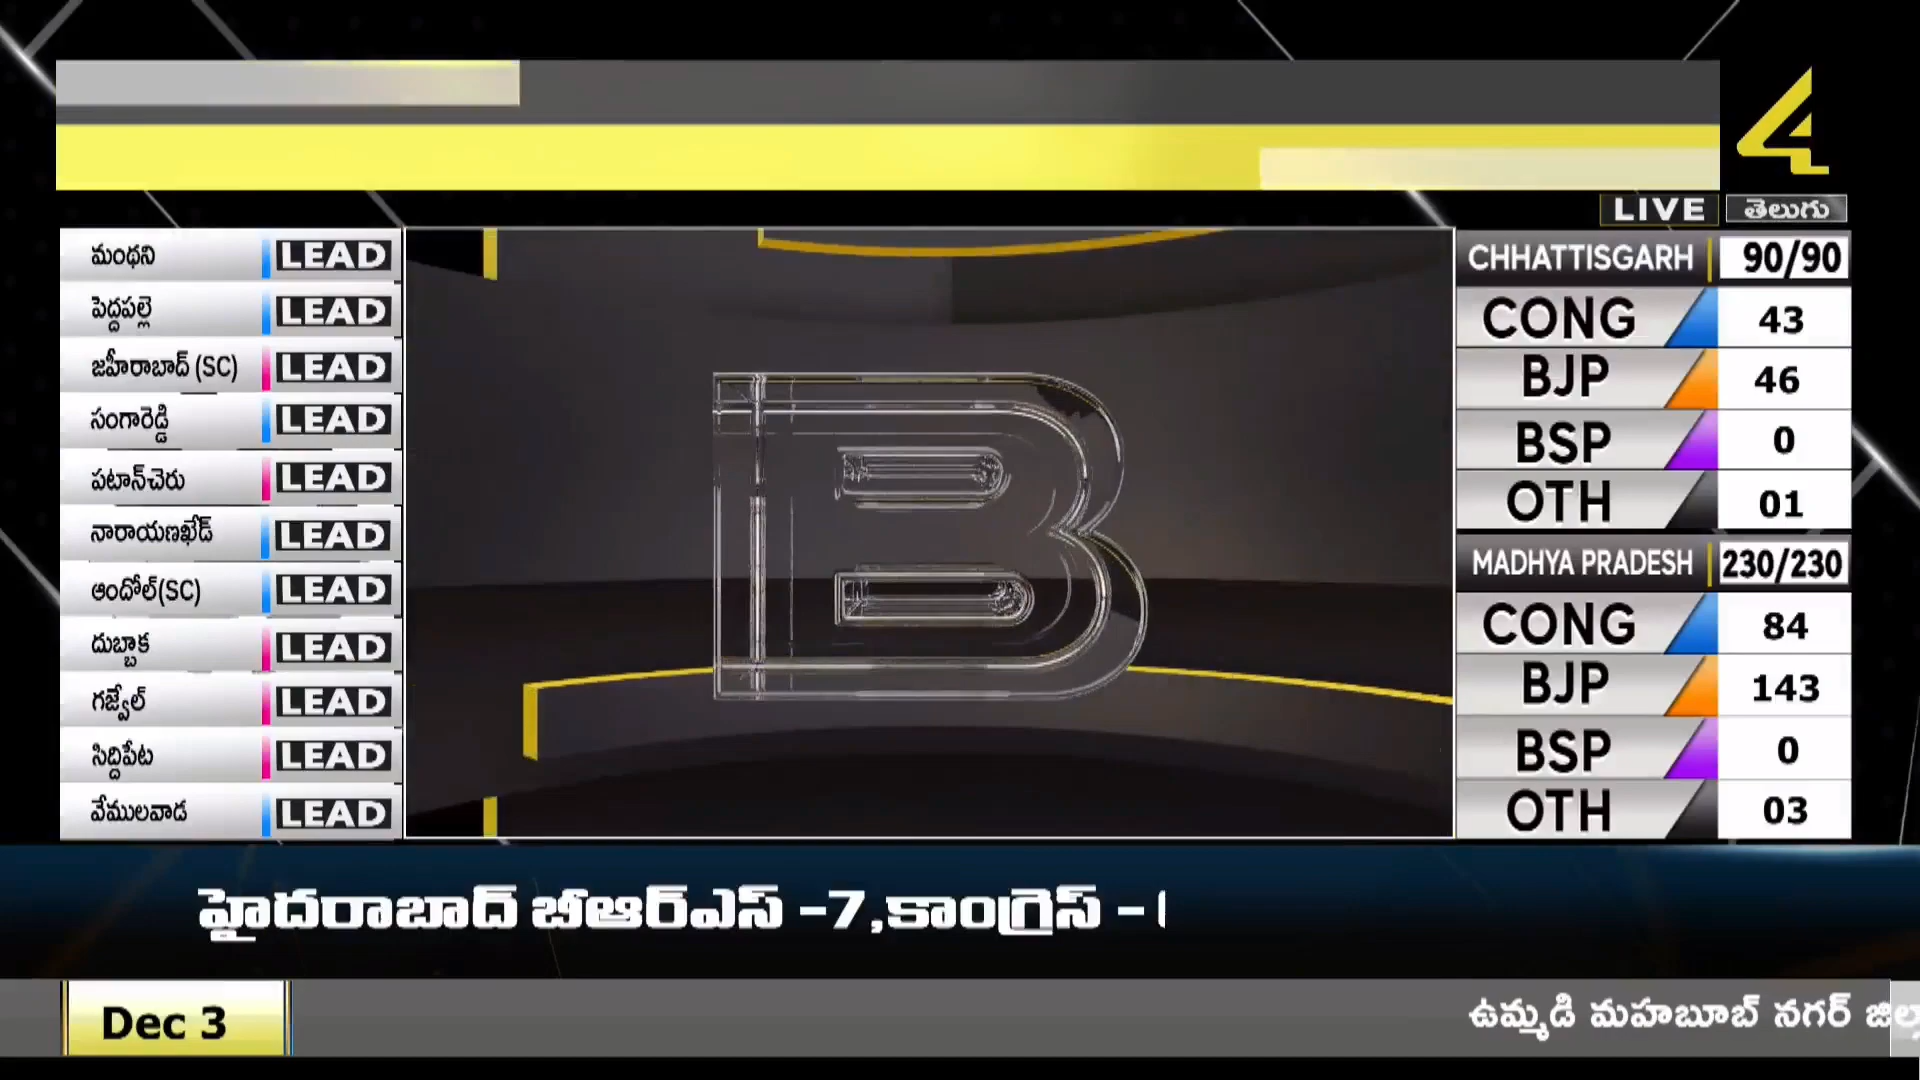 4
LIVE తెలుగు
మంథని LEAD
పెద్దపల్లె LEAD
జహీరాబాద్ (SC) LEAD
సంగారెడ్డి LEAD
పటాన్‌చెరు LEAD
నారాయణఖేడ్ LEAD
ఆందోల్(SC) LEAD
దుబ్బాక LEAD
గజ్వేల్ LEAD
సిద్దిపేట LEAD
వేములవాడ LEAD
B
CHHATTISGARH 90/90
CONG 43
BJP 46
BSP 0
OTH 01
MADHYA PRADESH 230/230
CONG 84
BJP 143
BSP 0
OTH 03
హైదరాబాద్ బీఆర్ఎస్ -7,కాంగ్రెస్ -
Dec 3
ఉమ్మడి మహబూబ్ నగర్